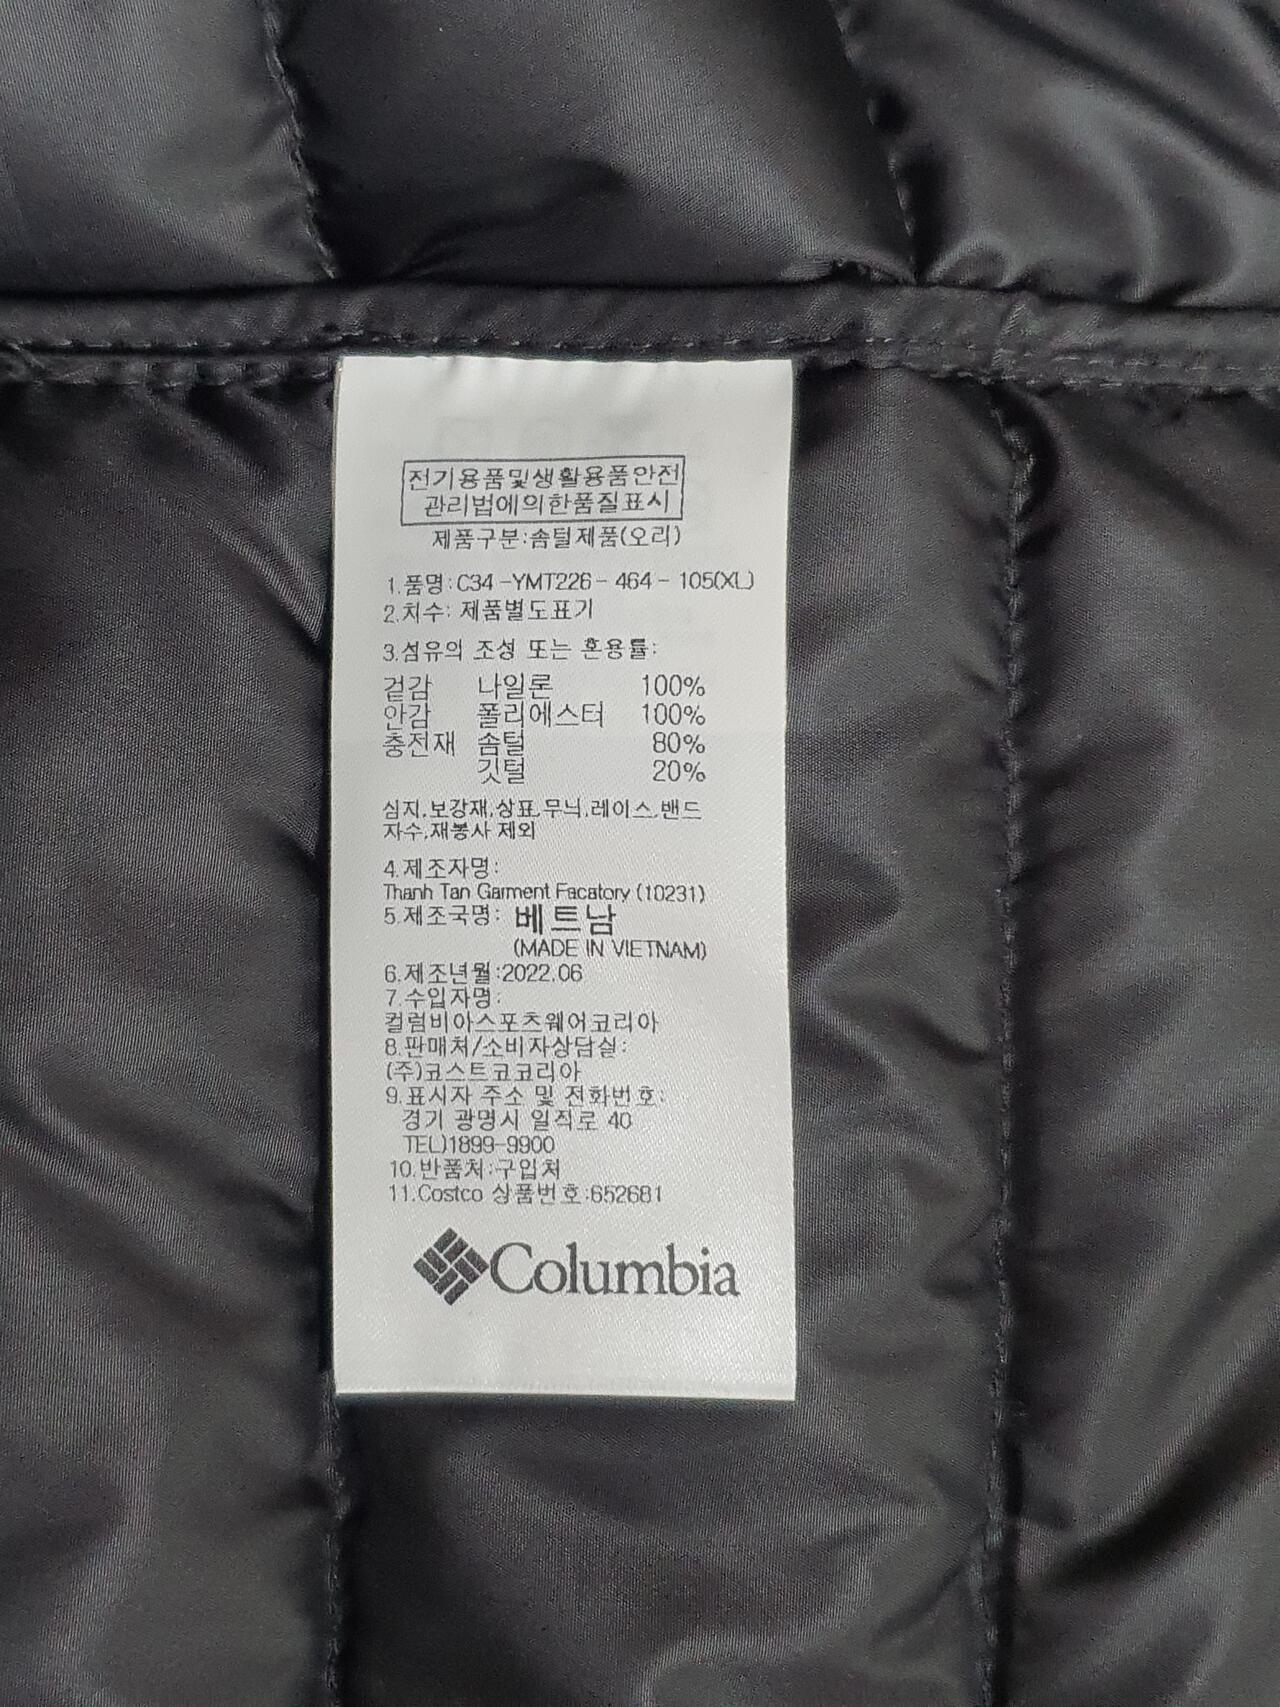 전기용품및생활용품안전
관리법에의한품질표시
제품구분:솜털제품(오리)
1.품명:C34-YMT226-464-105(XL)
2.치수: 제품별도표기
3.섬유의 조성 또는 혼용률:
겉감 나일론 100%
안감 폴리에스터 100%
충전재 솜털 80%
깃털 20%
심지,보강재,상표,무늬,레이스,밴드
자수,재봉사 제외
4.제조자명:
Thanh Tan Garment Facatory (10231)
5.제조국명: 베트남
(MADE IN VIETNAM)
6.제조년월:2022.06
7.수입자명:
컬럼비아스포츠웨어코리아
8.판매처/소비자상담실:
(주)코스트코코리아
9.표시자 주소 및 전화번호:
경기 광명시 일직로 40
TEL)1899-9900
10.반품처:구입처
11.Costco 상품번호:652681
Columbia